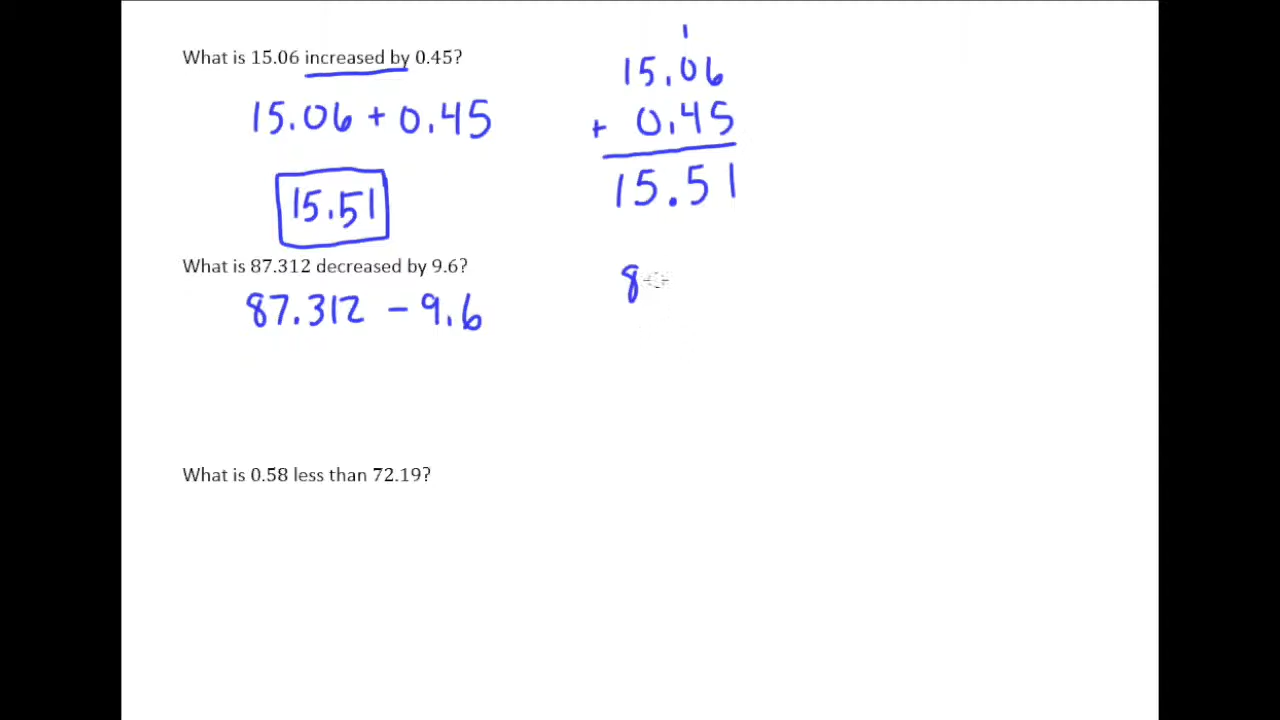 What is 15.06 increased by 0.45?
15.06 + 0.45
15.51
1
15.06
+ 0.45
15.51
What is 87.312 decreased by 9.6?
87.312 - 9.6
8
What is 0.58 less than 72.19?